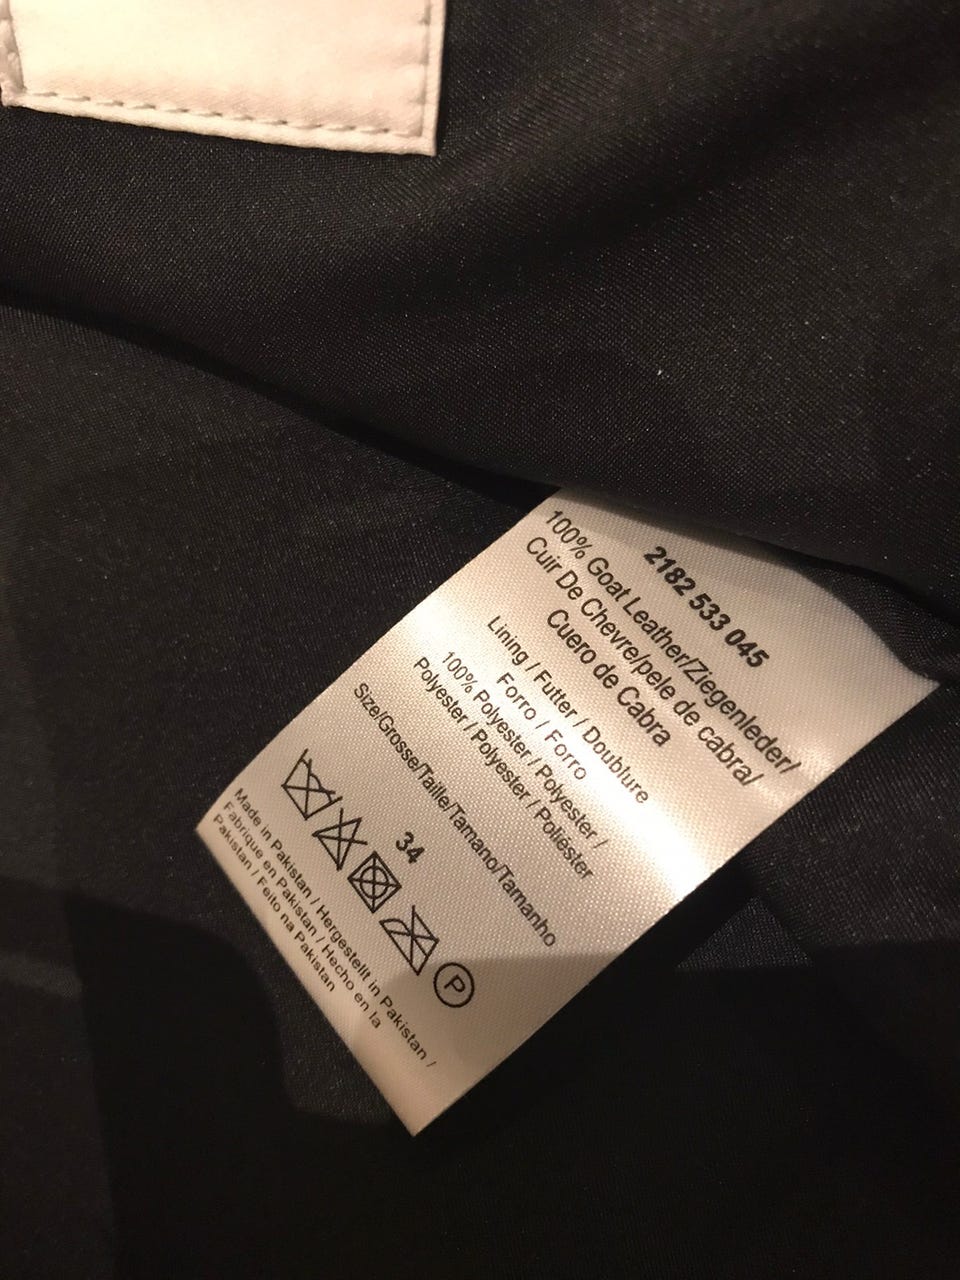 2182 533 045
100% Goat Leather/Ziegenleder/
Cuir De Chevre/pele de cabra/
Cuero de Cabra
Lining / Futter / Doublure
Forro / Forro
100% Polyester / Polyester /
Polyester / Polyester / Poliéster
Size/Grosse/Taille/Tamano/Tamanho
34
P
Made in Pakistan / Hergestellt in Pakistan /
Fabrique en Pakistan / Hecho en la
Pakistan / Feito na Pakistan